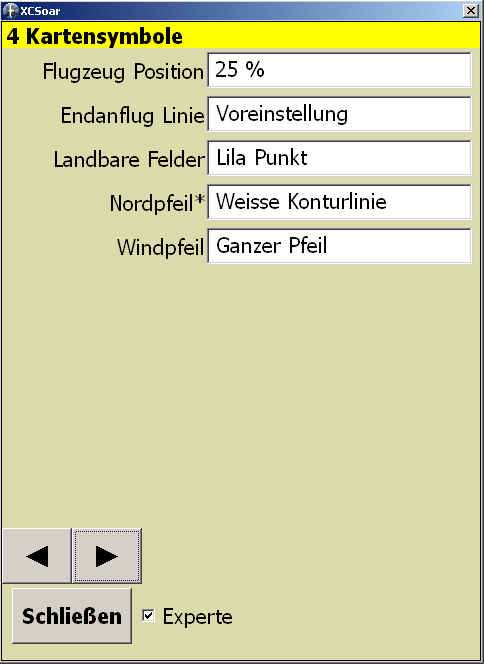 XCSoar
4 Kartensymbole
Flugzeug Position 25 %
Endanflug Linie Voreinstellung
Landbare Felder Lila Punkt
Nordpfeil* Weisse Konturlinie
Windpfeil Ganzer Pfeil
Schließen Experte